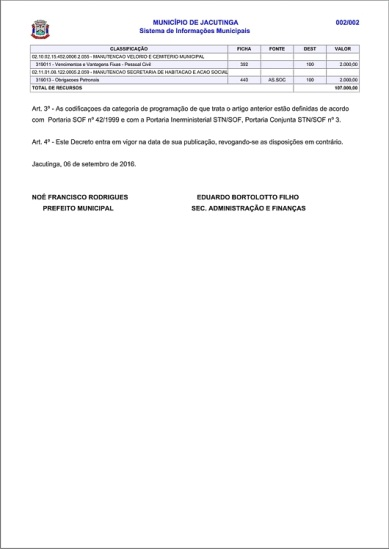 MUNICÍPIO DE JACUTINGA 002/002
Sistema de Informações Municipais
CLASSIFICAÇÃO FICHA FONTE DEST VALOR
02.10.02.15.452.0006.2.059 - MANUTENCAO VELORIO E CEMITERIO MUNICIPAL
319011 - Vencimentos e Vantagens Fixas - Pessoal Civil 382 100 2.000,00
02.11.01.08.122.0005.2.059 - MANUTENCAO SECRETARIA DE HABITACAO E ACAO SOCIAL
319013 - Obrigacoes Patronais 440 AS.SOC 100 2.000,00
TOTAL DE RECURSOS 107.000,00
Art. 3º - As codificaçoes da categoria de programação de que trata o artigo anterior estão definidas de acordo
com Portaria SOF nº 42/1999 e com a Portaria Inerministerial STN/SOF, Portaria Conjunta STN/SOF nº 3.
Art. 4º - Este Decreto entra em vigor na data de sua publicação, revogando-se as disposições em contrário.
Jacutinga, 06 de setembro de 2016.
NOÉ FRANCISCO RODRIGUES EDUARDO BORTOLOTTO FILHO
PREFEITO MUNICIPAL SEC. ADMINISTRAÇÃO E FINANÇAS